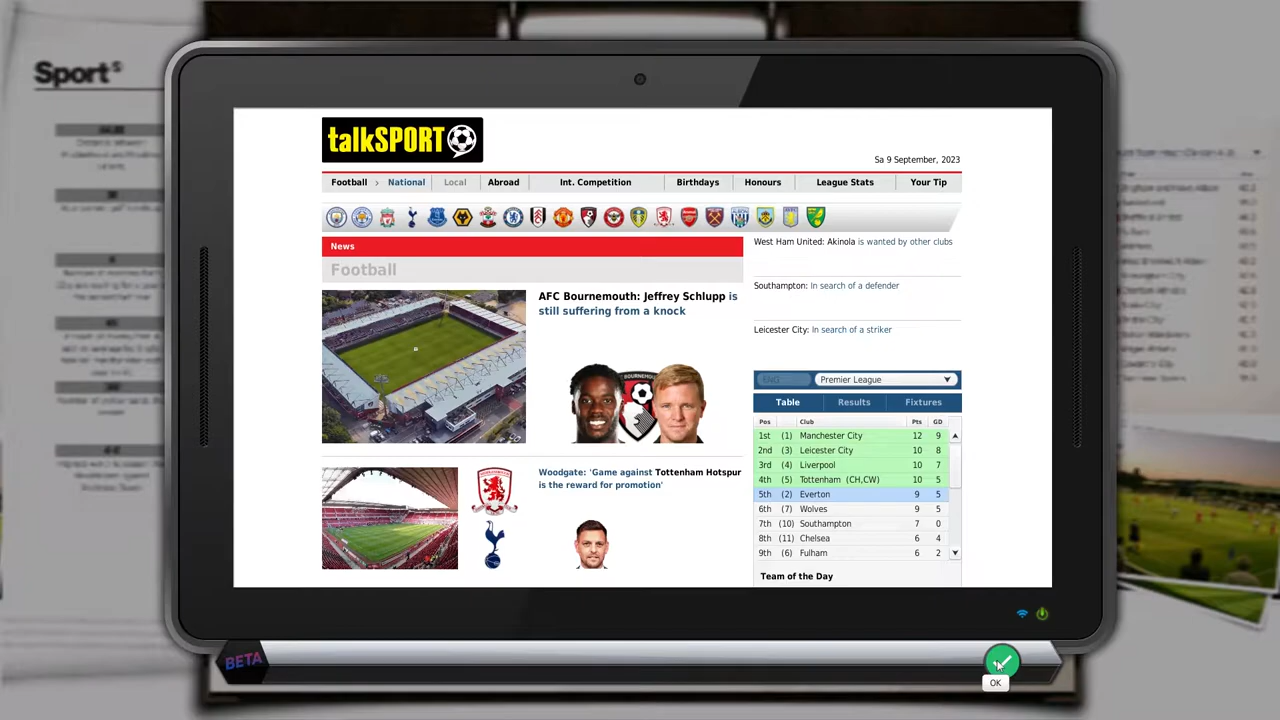 Sports
talkSPORT
Sa 9 September, 2023
Football > National Local Abroad Int. Competition Birthdays Honours League Stats Your Tip
News
Football
AFC Bournemouth: Jeffrey Schlupp is
still suffering from a knock
Woodgate: 'Game against Tottenham Hotspur
is the reward for promotion'
West Ham United: Akinola is wanted by other clubs
Southampton: In search of a defender
Leicester City: In search of a striker
ENG Premier League
Table Results Fixtures
Pos Club Pts GD
1st (1) Manchester City 12 9
2nd (3) Leicester City 10 8
3rd (4) Liverpool 10 7
4th (5) Tottenham (CH,CW) 10 5
5th (2) Everton 9 5
6th (7) Wolves 9 5
7th (10) Southampton 7 0
8th (11) Chelsea 6 4
9th (6) Fulham 6 2
Team of the Day
BETA
OK